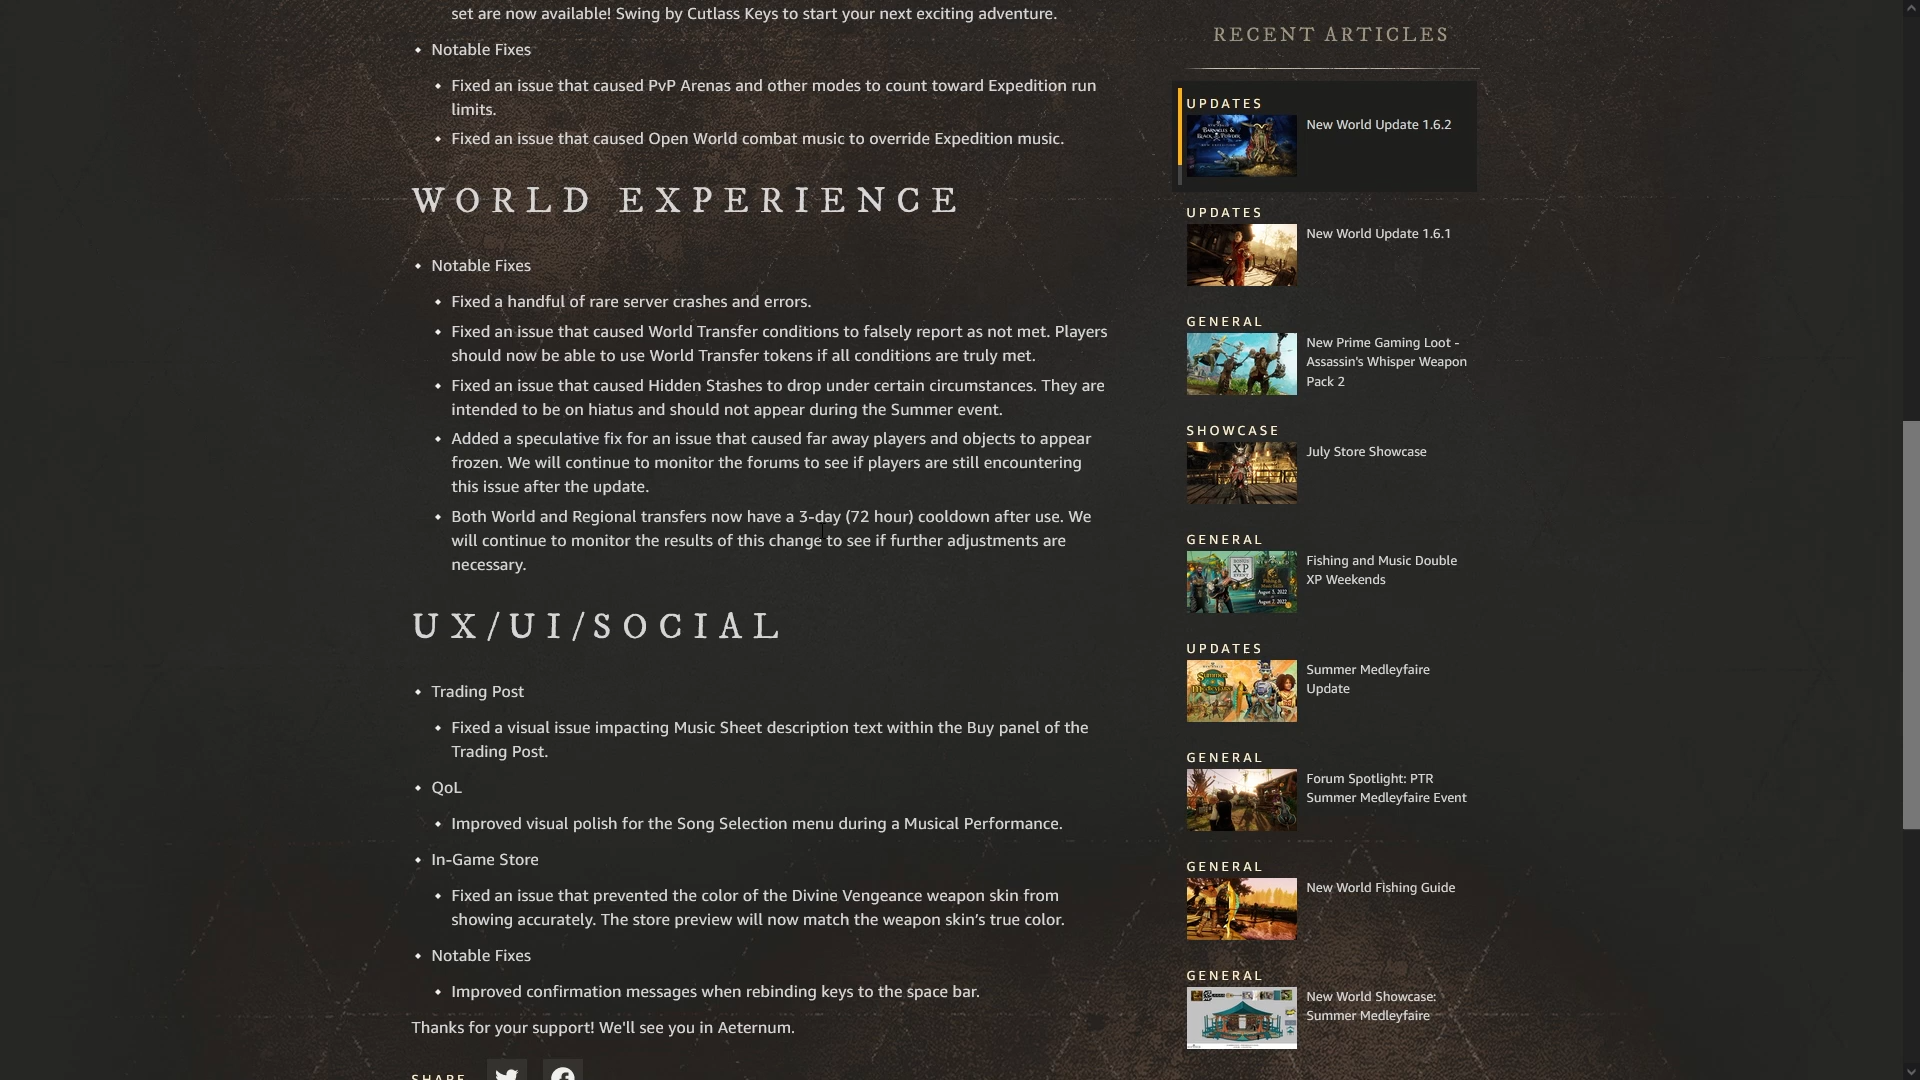 set are now available! Swing by Cutlass Keys to start your next exciting adventure.
Notable Fixes
Fixed an issue that caused PvP Arenas and other modes to count toward Expedition run
limits.
Fixed an issue that caused Open World combat music to override Expedition music.
WORLD EXPERIENCE
Notable Fixes
Fixed a handful of rare server crashes and errors.
Fixed an issue that caused World Transfer conditions to falsely report as not met. Players
should now be able to use World Transfer tokens if all conditions are truly met.
Fixed an issue that caused Hidden Stashes to drop under certain circumstances. They are
intended to be on hiatus and should not appear during the Summer event.
Added a speculative fix for an issue that caused far away players and objects to appear
frozen. We will continue to monitor the forums to see if players are still encountering
this issue after the update.
Both World and Regional transfers now have a 3-day (72 hour) cooldown after use. We
will continue to monitor the results of this change to see if further adjustments are
necessary.
UX/UI/SOCIAL
Trading Post
Fixed a visual issue impacting Music Sheet description text within the Buy panel of the
Trading Post.
QoL
Improved visual polish for the Song Selection menu during a Musical Performance.
In-Game Store
Fixed an issue that prevented the color of the Divine Vengeance weapon skin from
showing accurately. The store preview will now match the weapon skin’s true color.
Notable Fixes
Improved confirmation messages when rebinding keys to the space bar.
Thanks for your support! We'll see you in Aeternum.
SHARE
RECENT ARTICLES
UPDATES
BARNACLES &
BLACK POWDER
New World Update 1.6.2
UPDATES
New World Update 1.6.1
GENERAL
New Prime Gaming Loot -
Assassin's Whisper Weapon
Pack 2
SHOWCASE
July Store Showcase
GENERAL
XP
Fishing and Music Double
XP Weekends
UPDATES
Summer Medleyfaire
Update
GENERAL
Forum Spotlight: PTR
Summer Medleyfaire Event
GENERAL
New World Fishing Guide
GENERAL
New World Showcase:
Summer Medleyfaire